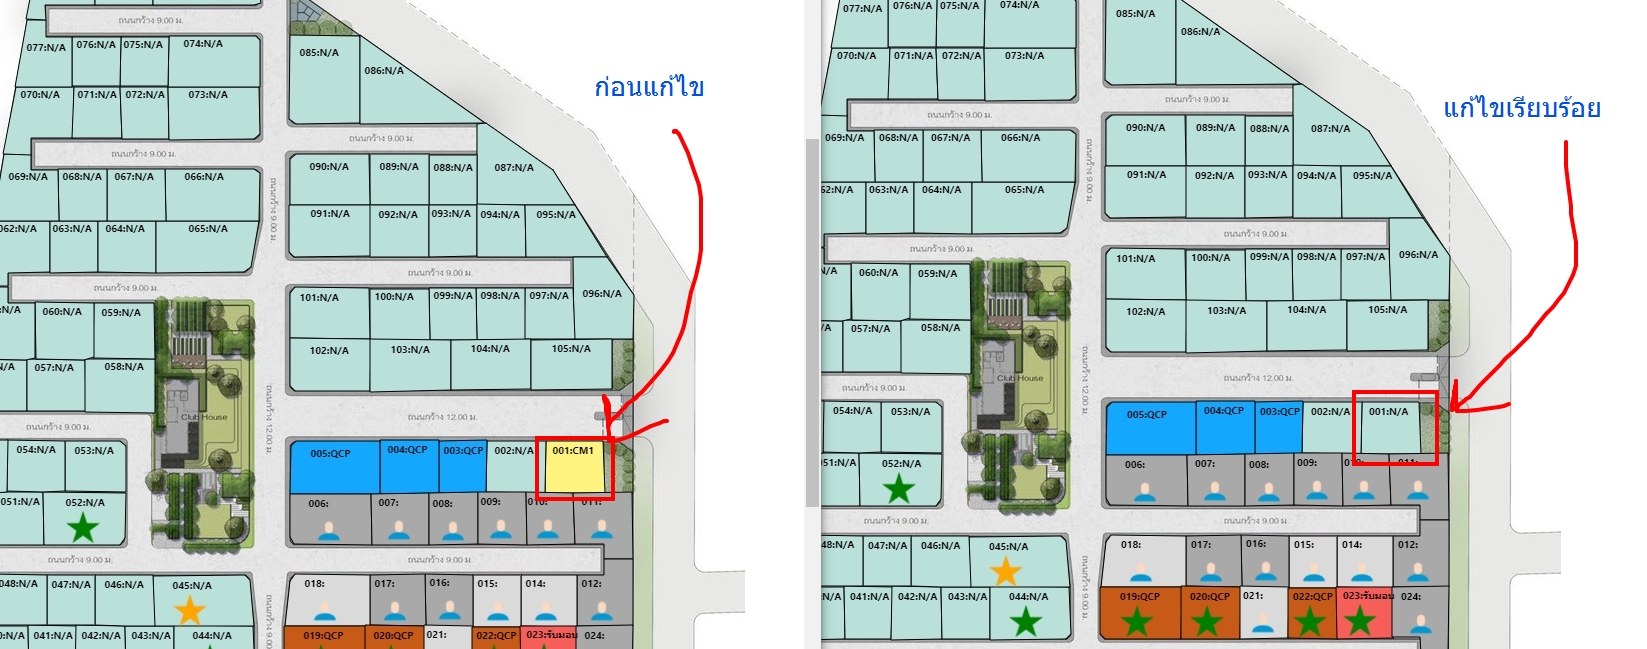 ถนนกว้าง 9.00 ม.
077:N/A 076:N/A 075:N/A 074:N/A
070:N/A 071:N/A 072:N/A 073:N/A
ถนนกว้าง 9.00 ม.
069:N/A 068:N/A 067:N/A 066:N/A
062:N/A 063:N/A 064:N/A 065:N/A
ถนนกว้าง 9.00 ม.
ถนนกว้าง 9.00 ม.
060:N/A 059:N/A
057:N/A 058:N/A
Club House
ถนนกว้าง 9.00 ม.
ถนนกว้าง 12.00 ม.
054:N/A 053:N/A
051:N/A 052:N/A
ถนนกว้าง 9.00 ม.
048:N/A 047:N/A 046:N/A 045:N/A
041:N/A 042:N/A 043:N/A 044:N/A
ถนนกว้าง 9.00
085:N/A
086:N/A
ก่อนแก้ไข
ถนนกว้าง 9.00 ม.
090:N/A 089:N/A 088:N/A 087:N/A
091:N/A 092:N/A 093:N/A 094:N/A 095:N/A
ถนนกว้าง 9.00 ม.
101:N/A 100:N/A 099:N/A 098:N/A 097:N/A 096:N/A
102:N/A 103:N/A 104:N/A 105:N/A
ถนนกว้าง 12.00 ม.
005:QCP 004:QCP 003:QCP 002:N/A 001:CM1
006: 007: 008: 009: 010: 011:
ถนนกว้าง 9.00 ม.
018: 017: 016: 015: 014: 012:
019:QCP 020:QCP 021: 022:QCP 023:รับมอบ 024:
077:N/A 076:N/A 075:N/A 074:N/A
070:N/A 071:N/A 072:N/A 073:N/A
ถนนกว้าง 9.00 ม.
069:N/A 068:N/A 067:N/A 066:N/A
62:N/A 063:N/A 064:N/A 065:N/A
ถนนกว้าง 9.00 ม.
ถนนกว้าง 9.00 ม.
060:N/A 059:N/A
057:N/A 058:N/A
Club House
ถนนกว้าง 9.00 ม.
ถนนกว้าง 12.00 ม.
054:N/A 053:N/A
051:N/A 052:N/A
ถนนกว้าง 9.00 ม.
48:N/A 047:N/A 046:N/A 045:N/A
041:N/A 042:N/A 043:N/A 044:N/A
ถนนกว้าง 9.00 ม.
085:N/A
086:N/A
แก้ไขเรียบร้อย
ถนนกว้าง 9.00 ม.
090:N/A 089:N/A 088:N/A 087:N/A
091:N/A 092:N/A 093:N/A 094:N/A 095:N/A
ถนนกว้าง 9.00 ม.
101:N/A 100:N/A 099:N/A 098:N/A 097:N/A 096:N/A
102:N/A 103:N/A 104:N/A 105:N/A
ถนนกว้าง 12.00 ม.
005:QCP 004:QCP 003:QCP 002:N/A 001:N/A
006: 007: 008: 009: 010: 011:
ถนนกว้าง 9.00 ม.
018: 017: 016: 015: 014: 012:
019:QCP 020:QCP 021: 022:QCP 023:รับมอบ 024: